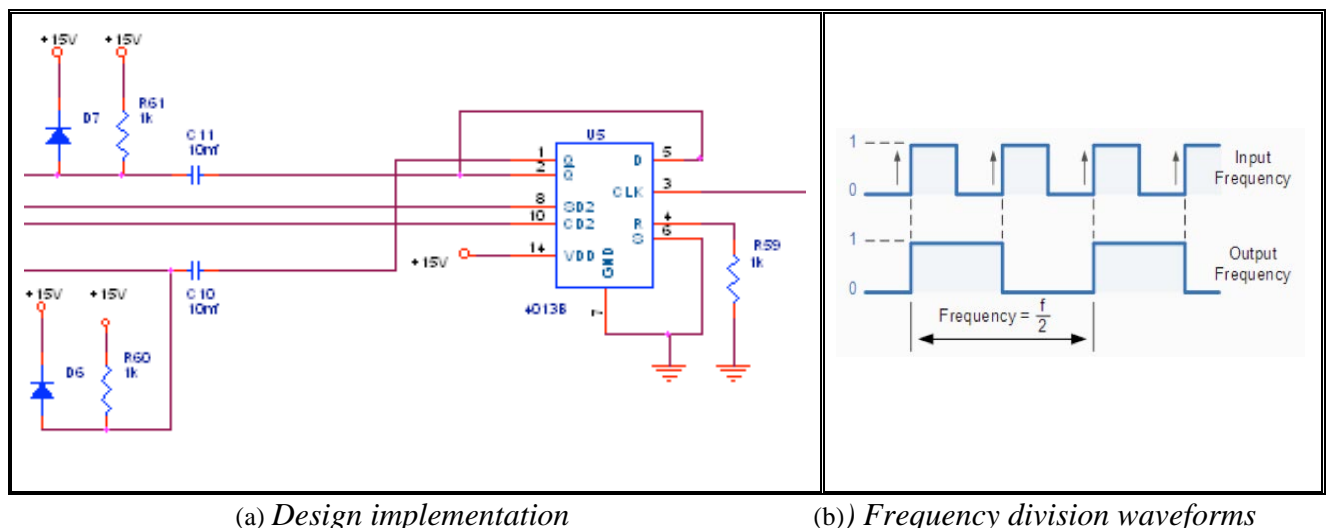 +15V +15V
D7
R61
1k
C11
10nf
U5
1 Q D 5
2 Q
CLK 3
8 SD2
10 CD2
R 4
S 6
14 VDD
GND
+15V
R59
1k
+15V +15V
C10
10nf
4013B 7
D6
R60
1k
1
0
Input
Frequency
1
0
Output
Frequency
Frequency = f/2
(a) Design implementation
(b)) Frequency division waveforms